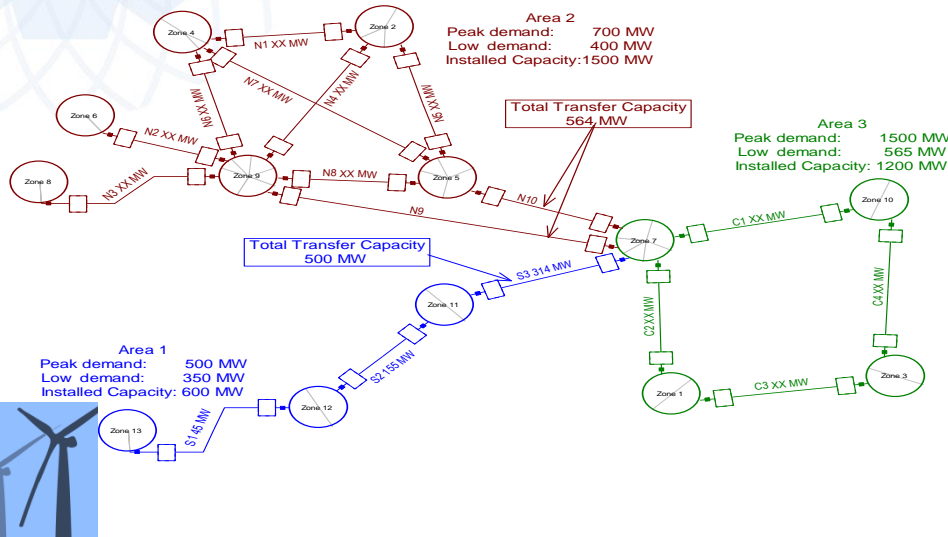 Area 2
Peak demand: 700 MW
Low demand: 400 MW
Installed Capacity:1500 MW
Zone 4
Zone 2
N1 XX MW
N7 XX MW
N4 XX MW
N6 XX MW
N5 XX MW
Zone 6
N2 XX MW
Zone 8
N3 XX MW
Zone 9
N8 XX MW
Zone 5
N9
N10
Total Transfer Capacity
564 MW
Area 3
Peak demand: 1500 MW
Low demand: 565 MW
Installed Capacity: 1200 MW
Zone 10
C1 XX MW
Zone 7
C2 XX MW
C4 XX MW
Zone 1
C3 XX MW
Zone 3
Total Transfer Capacity
500 MW
S3 314 MW
Zone 11
S2 155 MW
Area 1
Peak demand: 500 MW
Low demand: 350 MW
Installed Capacity: 600 MW
Zone 12
Zone 13
S1 45 MW